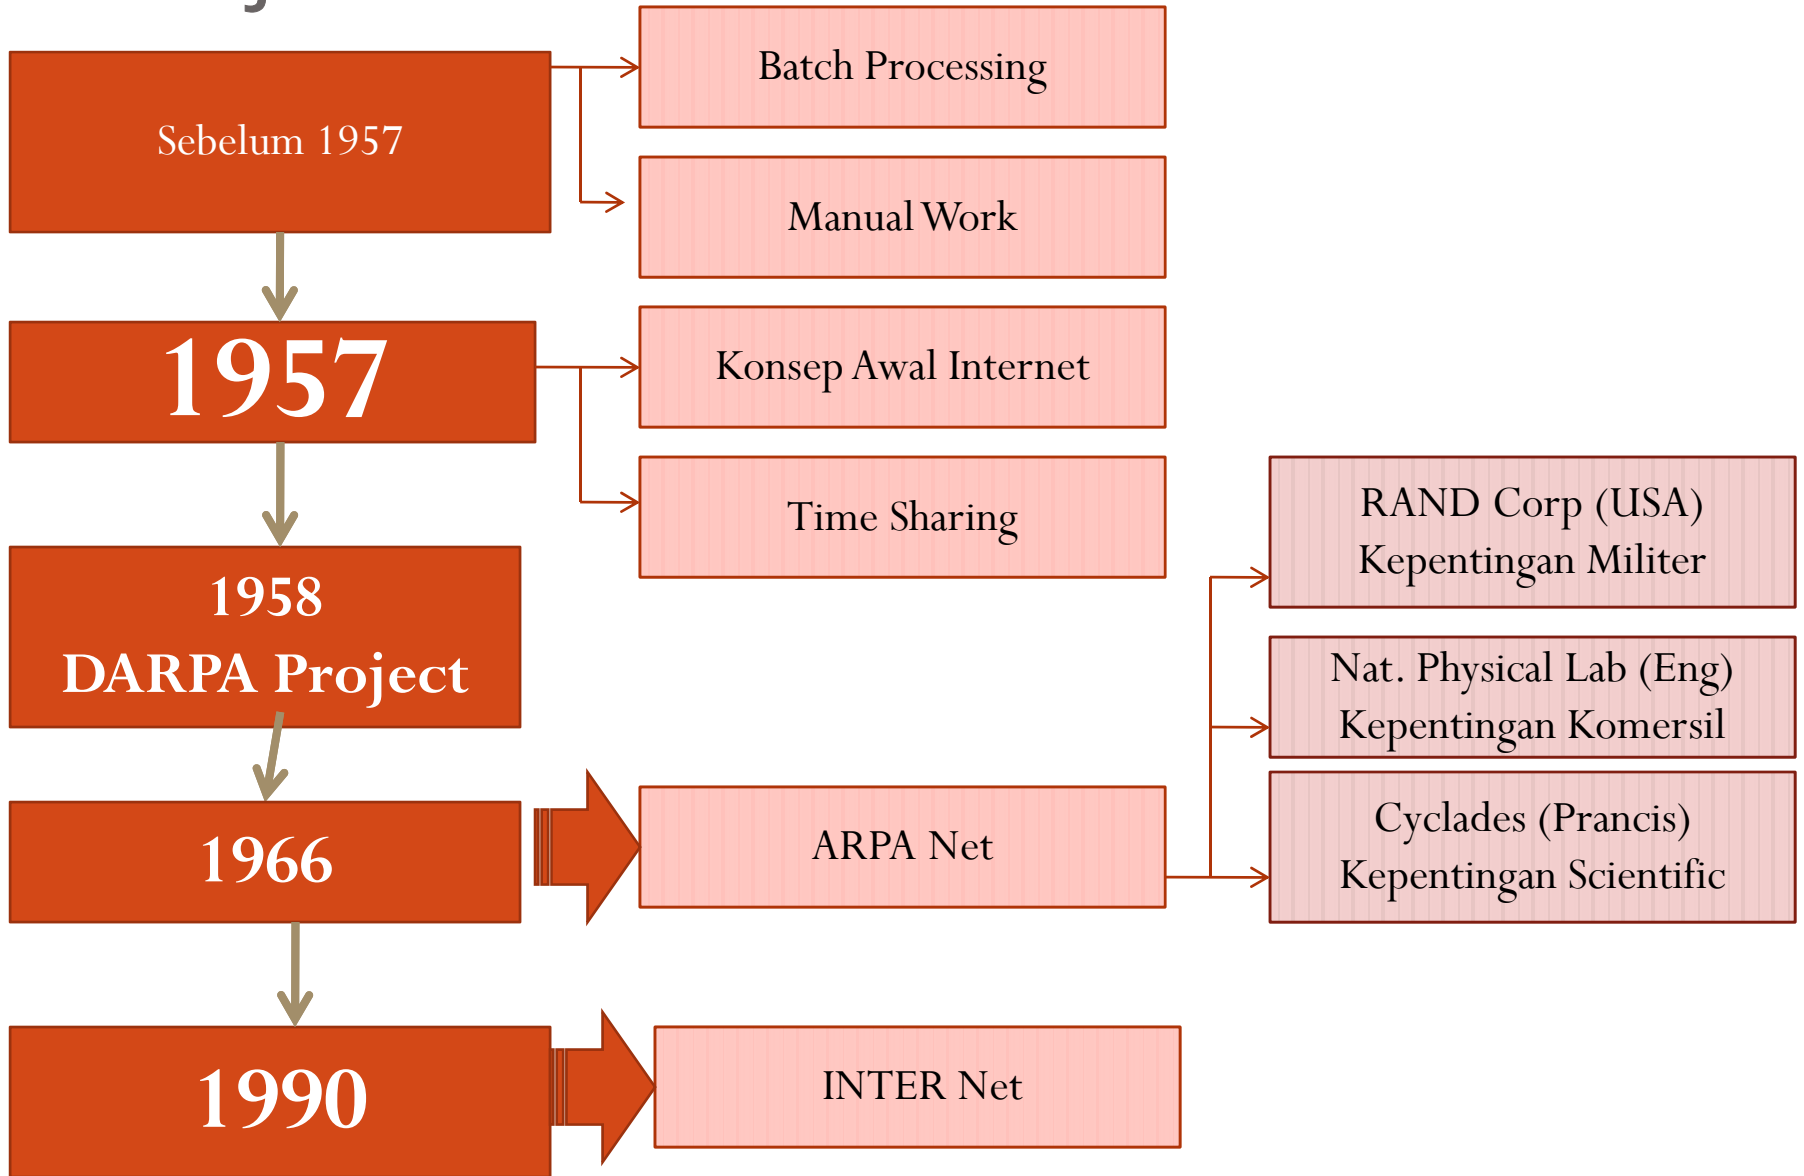 Sebelum 1957
Batch Processing
Manual Work
1957
Konsep Awal Internet
Time Sharing
1958
DARPA Project
1966
ARPA Net
RAND Corp (USA)
Kepentingan Militer
Nat. Physical Lab (Eng)
Kepentingan Komersil
Cyclades (Prancis)
Kepentingan Scientific
1990
INTER Net